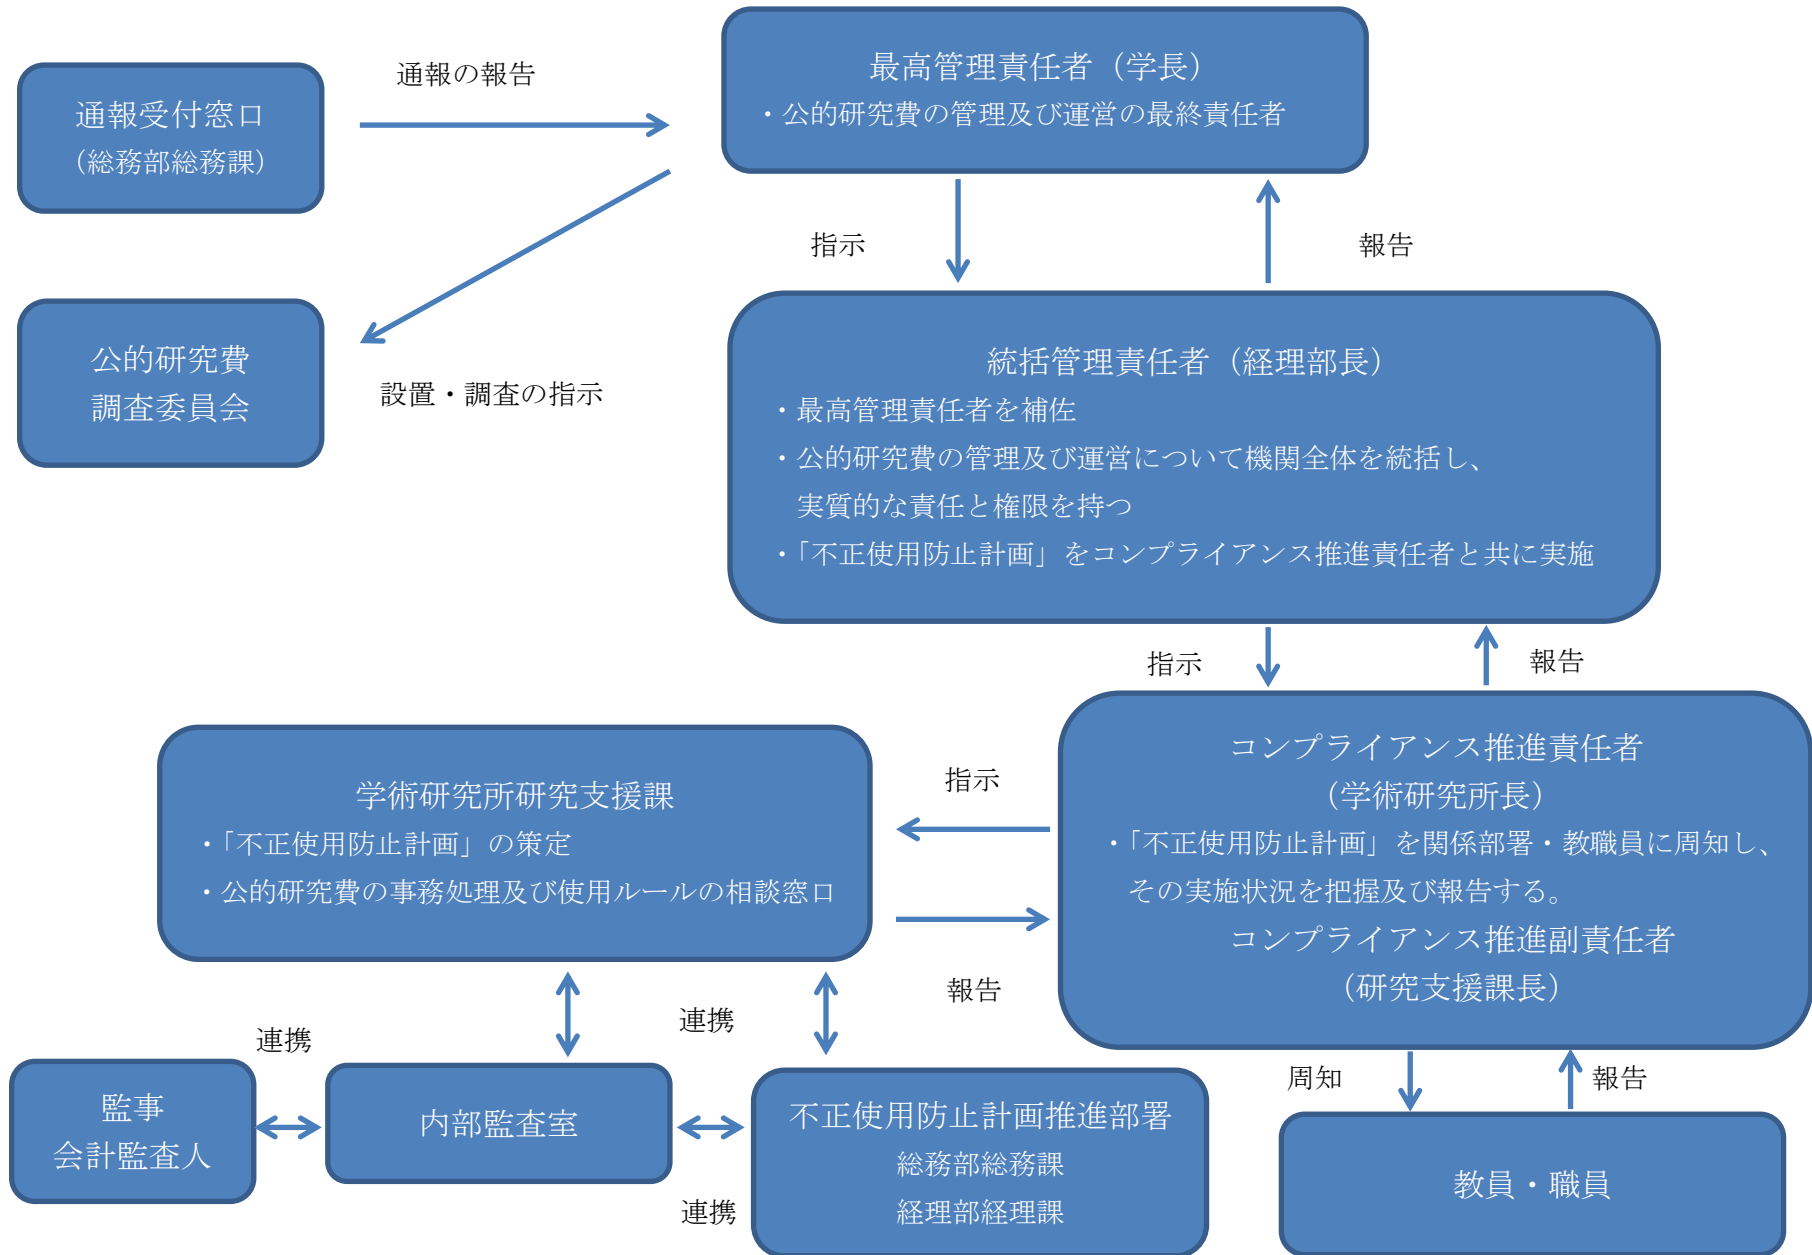 最高管理責任者（学長）
・公的研究費の管理及び運営の最終責任者
通報の報告
通報受付窓口
（総務部総務課）
指示
報告
公的研究費
調査委員会
設置・調査の指示
統括管理責任者（経理部長）
・最高管理責任者を補佐
・公的研究費の管理及び運営について機関全体を統括し、
実質的な責任と権限を持つ
・「不正使用防止計画」をコンプライアンス推進責任者と共に実施
指示
報告
学術研究所研究支援課
・「不正使用防止計画」の策定
・公的研究費の事務処理及び使用ルールの相談窓口
指示
報告
コンプライアンス推進責任者
（学術研究所長）
・「不正使用防止計画」を関係部署・教職員に周知し、
その実施状況を把握及び報告する。
コンプライアンス推進副責任者
（研究支援課長）
連携
連携
周知
報告
監事
会計監査人
内部監査室
連携
不正使用防止計画推進部署
総務部総務課
経理部経理課
教員・職員